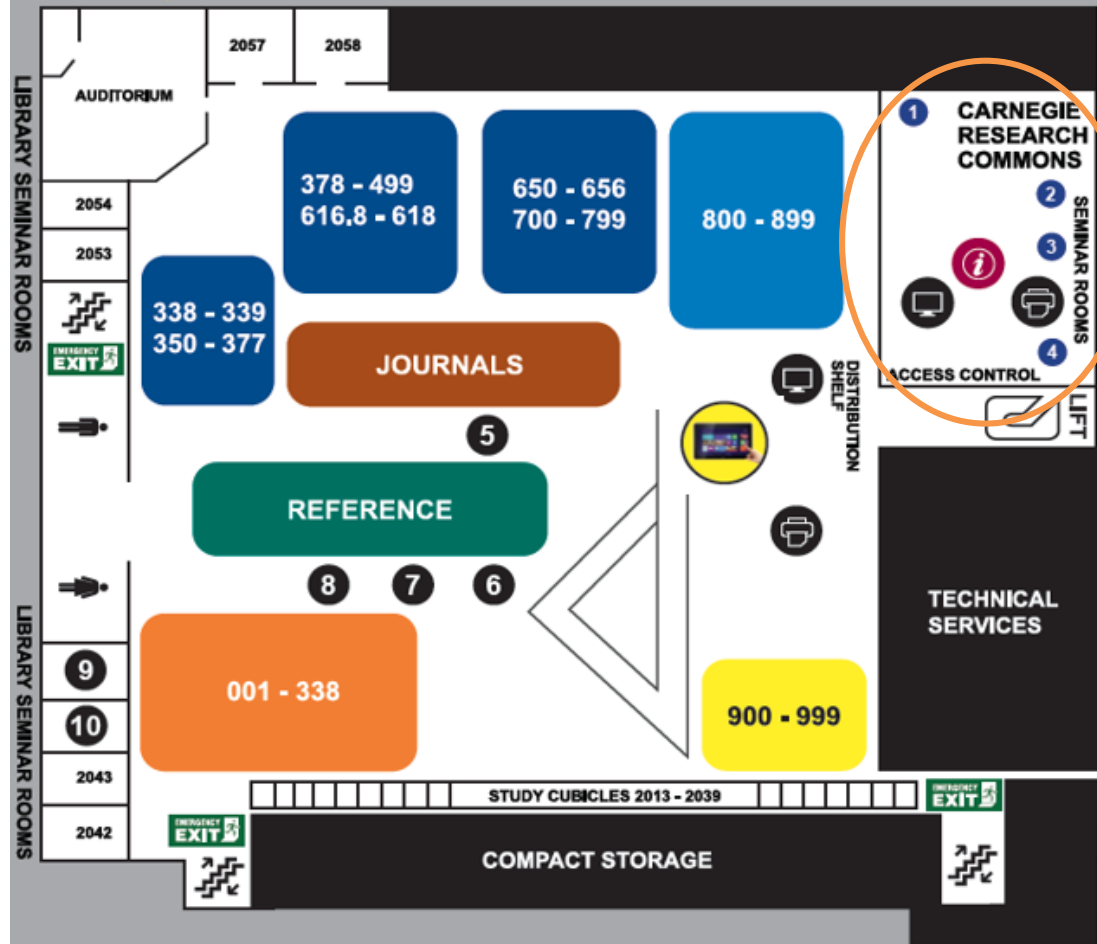 2057
2058
AUDITORIUM
LIBRARY SEMINAR ROOMS
1
CARNEGIE
RESEARCH
COMMONS
378 - 499
616.8 - 618
650 - 656
700 - 799
800 - 899
2
SEMINAR ROOMS
3
i
4
ACCESS CONTROL
2054
2053
338 - 339
350 - 377
EMERGENCY
EXIT
JOURNALS
DISTRIBUTION
SHELF
LIFT
5
REFERENCE
8
7
6
TECHNICAL
SERVICES
LIBRARY SEMINAR ROOMS
9
10
001 - 338
900 - 999
2043
2042
STUDY CUBICLES 2013 - 2039
EMERGENCY
EXIT
EMERGENCY
EXIT
COMPACT STORAGE